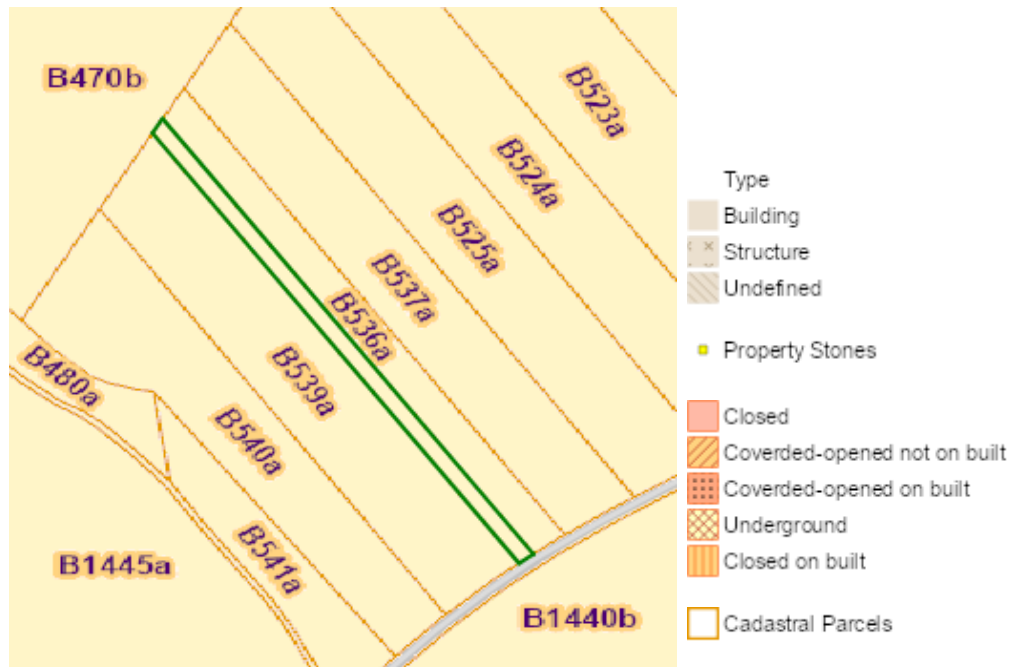 B470b
B523a
B524a
B525a
B537a
B536a
B539a
B480a
B540a
B541a
B1445a
B1440b
Type
Building
Structure
Undefined
Property Stones
Closed
Coverded-opened not on built
Coverded-opened on built
Underground
Closed on built
Cadastral Parcels